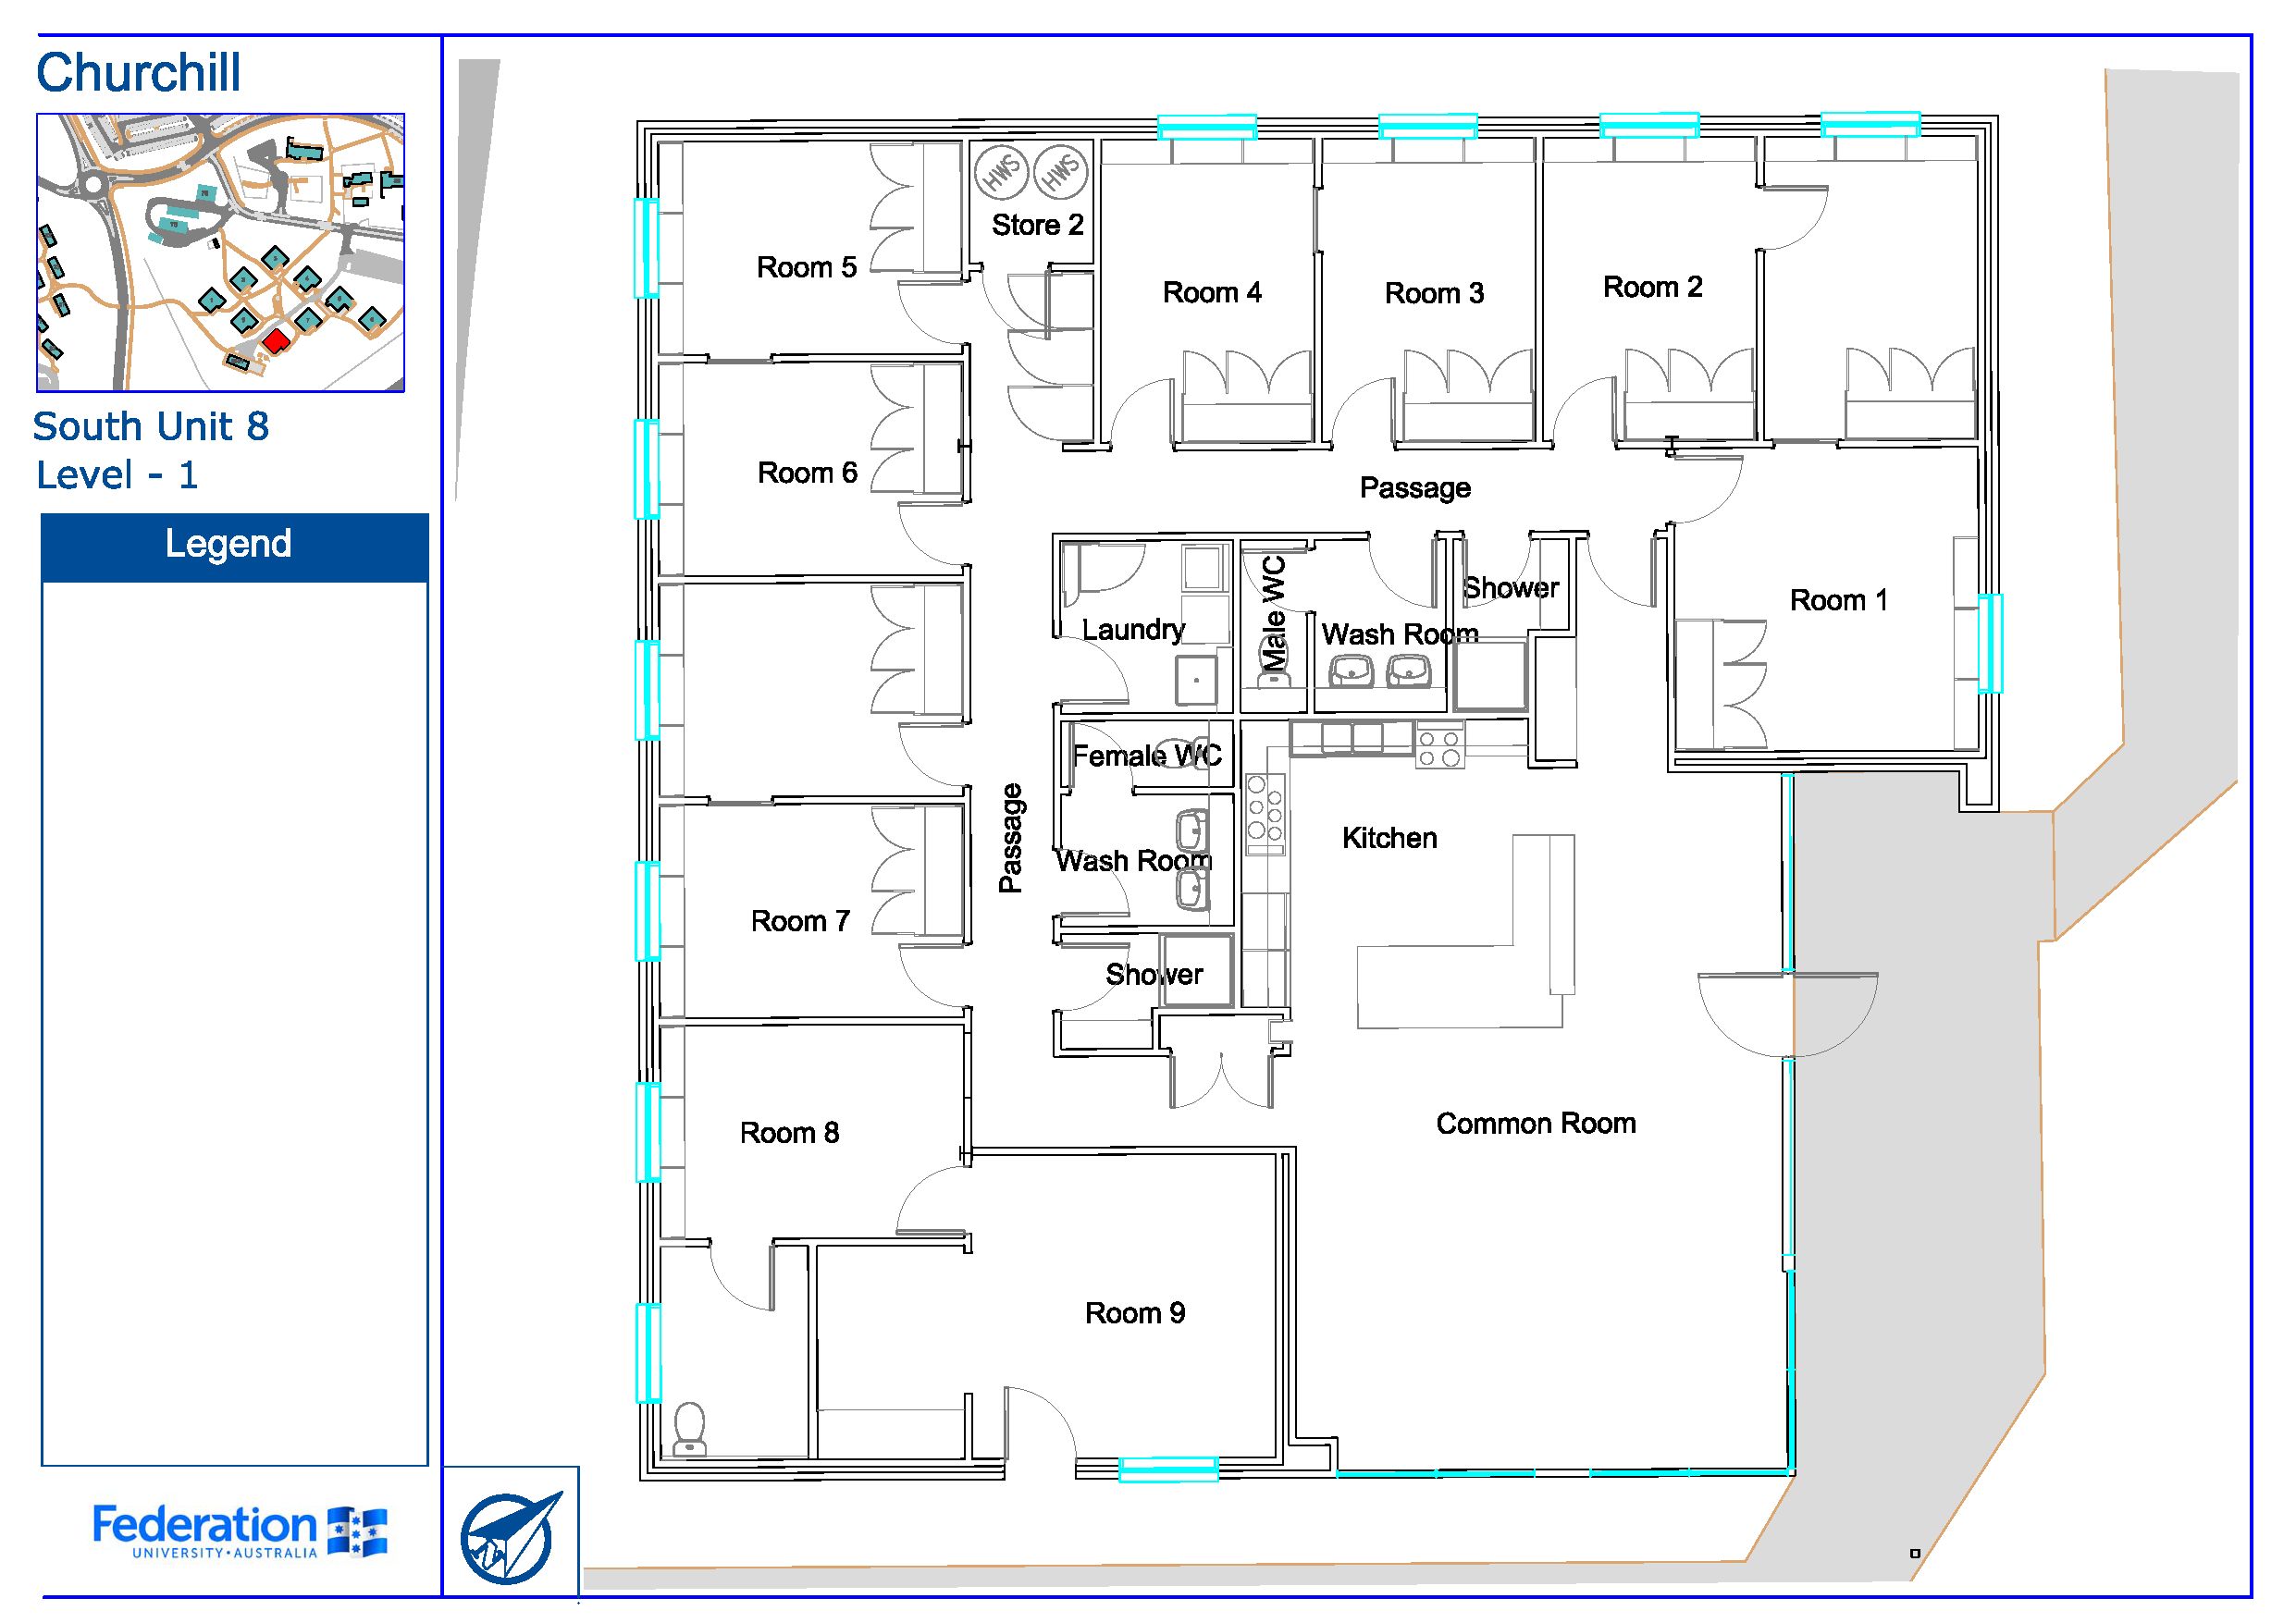 Churchill
South Unit 8
Level - 1
Legend
Federation
UNIVERSITY • AUSTRALIA
N
HWS
HWS
Store 2
Room 5
Room 4
Room 3
Room 2
Room 6
Passage
Male WC
Shower
Room 1
Laundry
Wash Room
Female WC
Passage
Kitchen
Wash Room
Room 7
Shower
Common Room
Room 8
Room 9